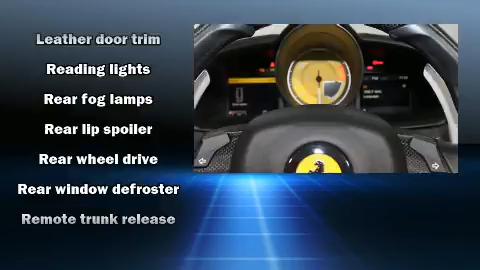 Leather door trim
Reading lights
Rear fog lamps
Rear lip spoiler
Rear wheel drive
Rear window defroster
Remote trunk release